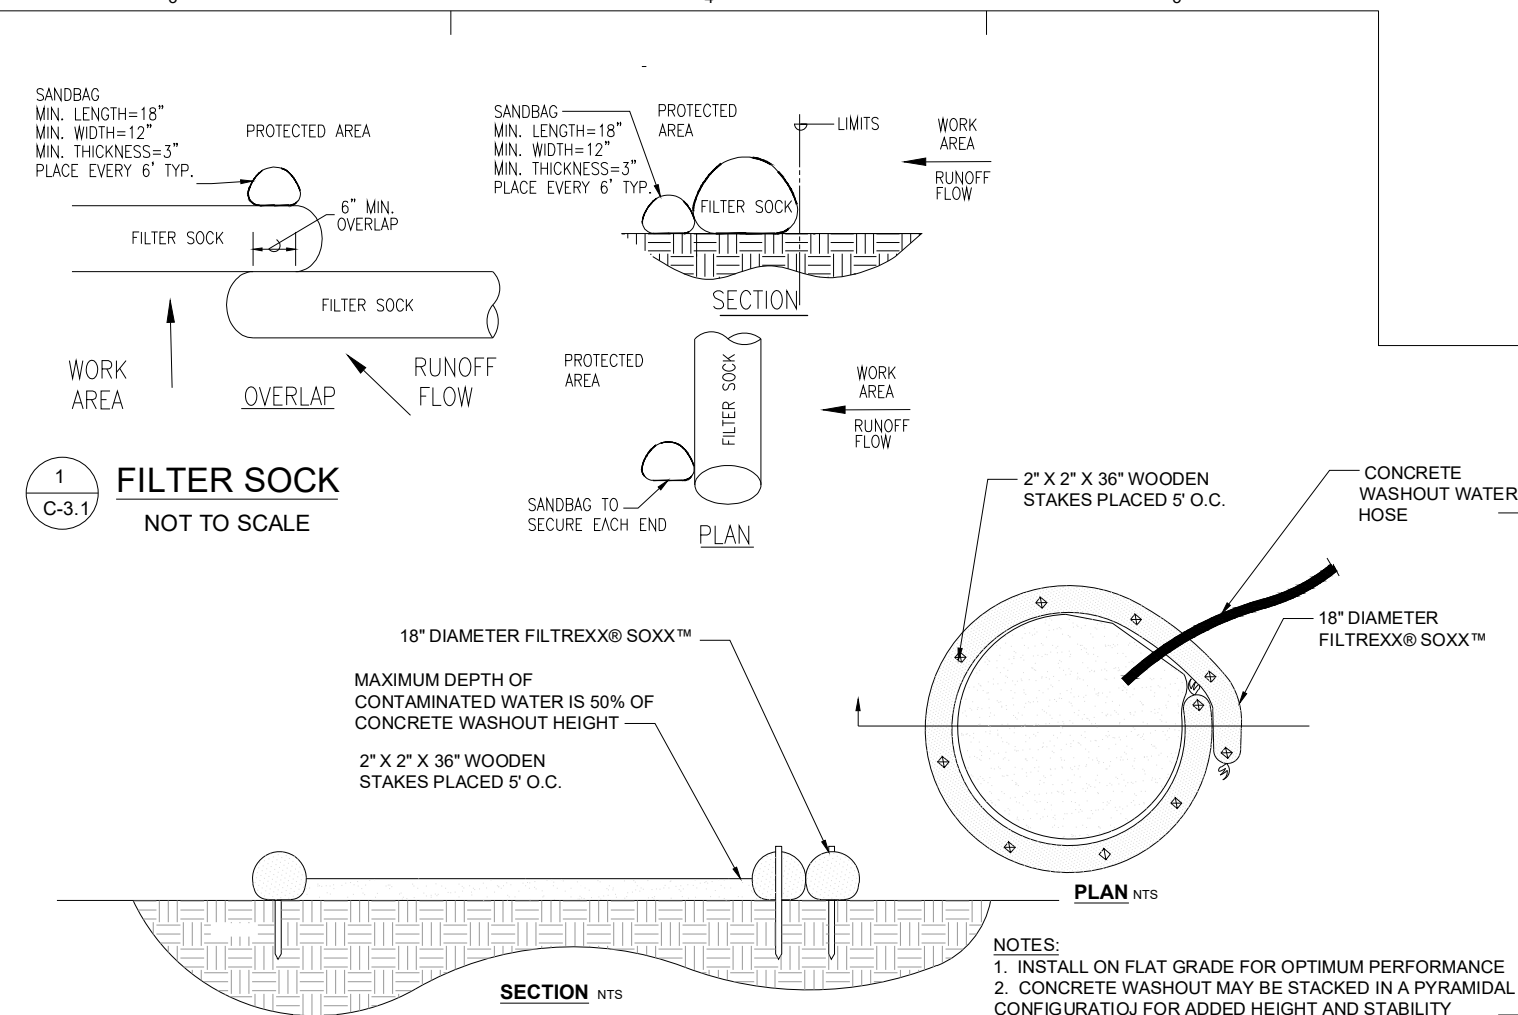 4
SANDBAG
MIN. LENGTH=18"
MIN. WIDTH=12"
MIN. THICKNESS=3"
PLACE EVERY 6' TYP.
PROTECTED AREA
6" MIN.
OVERLAP
FILTER SOCK
FILTER SOCK
WORK
AREA
OVERLAP
RUNOFF
FLOW
SANDBAG
MIN. LENGTH=18"
MIN. WIDTH=12"
MIN. THICKNESS=3"
PLACE EVERY 6' TYP.
PROTECTED
AREA
LIMITS
WORK
AREA
RUNOFF
FLOW
FILTER SOCK
SECTION
PROTECTED
AREA
FILTER SOCK
WORK
AREA
RUNOFF
FLOW
SANDBAG TO
SECURE EACH END
PLAN
1
C-3.1
FILTER SOCK
NOT TO SCALE
2" X 2" X 36" WOODEN
STAKES PLACED 5' O.C.
CONCRETE
WASHOUT WATER
HOSE
18" DIAMETER
FILTREXX® SOXX™
PLAN NTS
18" DIAMETER FILTREXX® SOXX™
MAXIMUM DEPTH OF
CONTAMINATED WATER IS 50% OF
CONCRETE WASHOUT HEIGHT
2" X 2" X 36" WOODEN
STAKES PLACED 5' O.C.
SECTION NTS
NOTES:
1. INSTALL ON FLAT GRADE FOR OPTIMUM PERFORMANCE
2. CONCRETE WASHOUT MAY BE STACKED IN A PYRAMIDAL
CONFIGURATIOJ FOR ADDED HEIGHT AND STABILITY